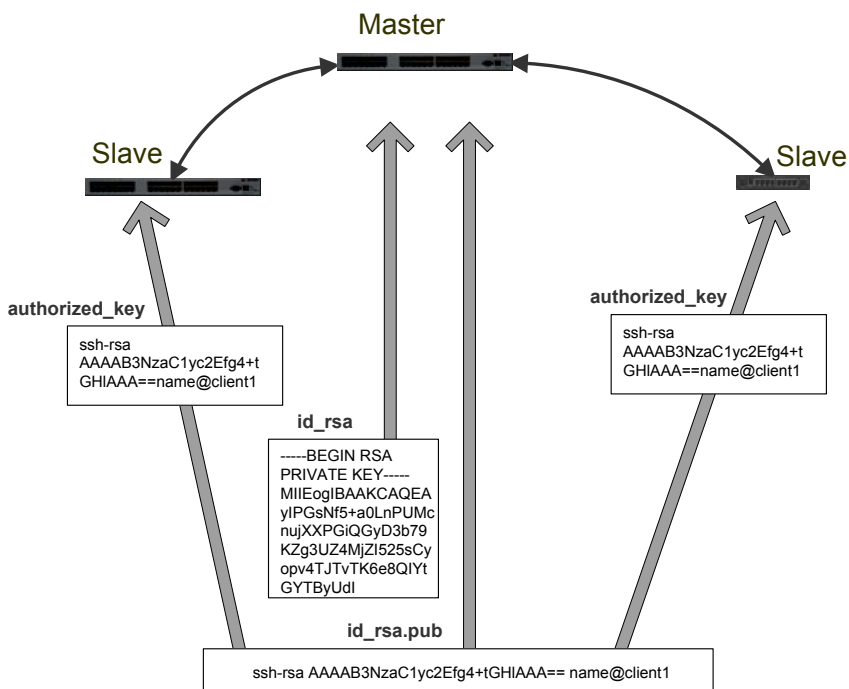 Master
Slave
Slave
authorized_key
ssh-rsa
AAAAB3NzaC1yc2Efg4+t
GHIAAA==name@client1
authorized_key
ssh-rsa
AAAAB3NzaC1yc2Efg4+t
GHIAAA==name@client1
id_rsa
-----BEGIN RSA
PRIVATE KEY-----
MIIEogIBAAKCAQEA
yIPGsNf5+a0LnPUMc
nujXXPGiQGyD3b79
KZg3UZ4MjZI525sCy
opv4TJTvTK6e8QIYt
GYTByUdI
id_rsa.pub
ssh-rsa AAAAB3NzaC1yc2Efg4+tGHIAAA== name@client1